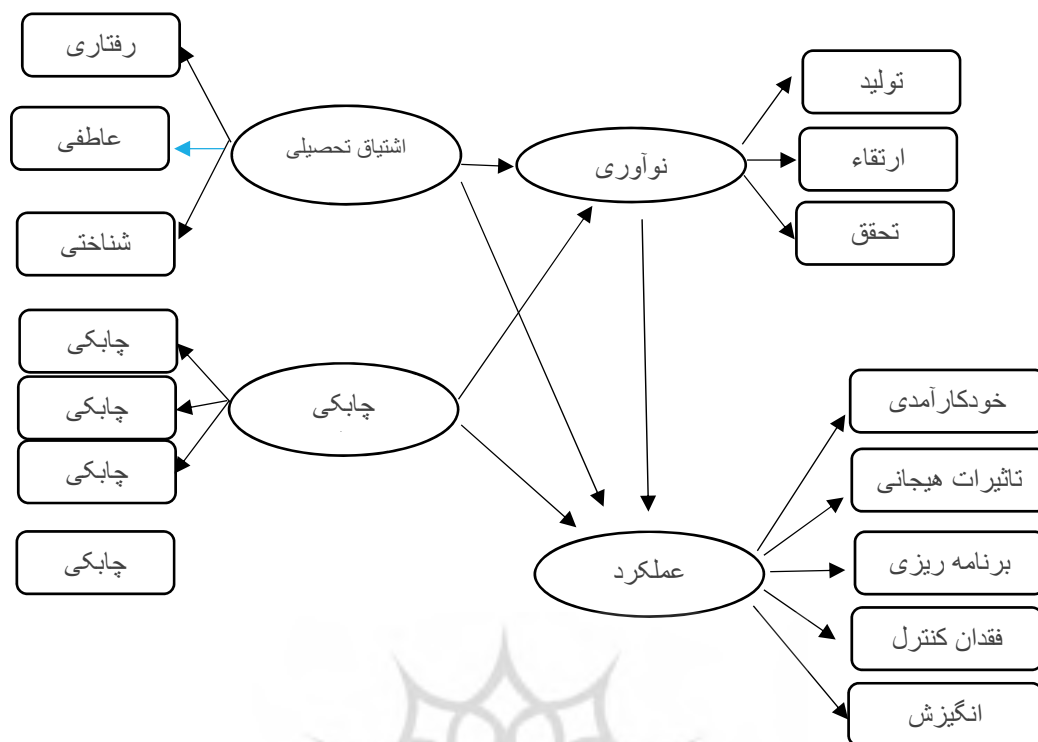 رفتاری
عاطفی
شناختی
اشتیاق تحصیلی
نوآوری
تولید
ارتقاء
تحقق
چابکی
چابکی
چابکی
چابکی
چابکی
عملکرد
خودکارآمدی
تاثیرات هیجانی
برنامه ریزی
فقدان کنترل
انگیزش